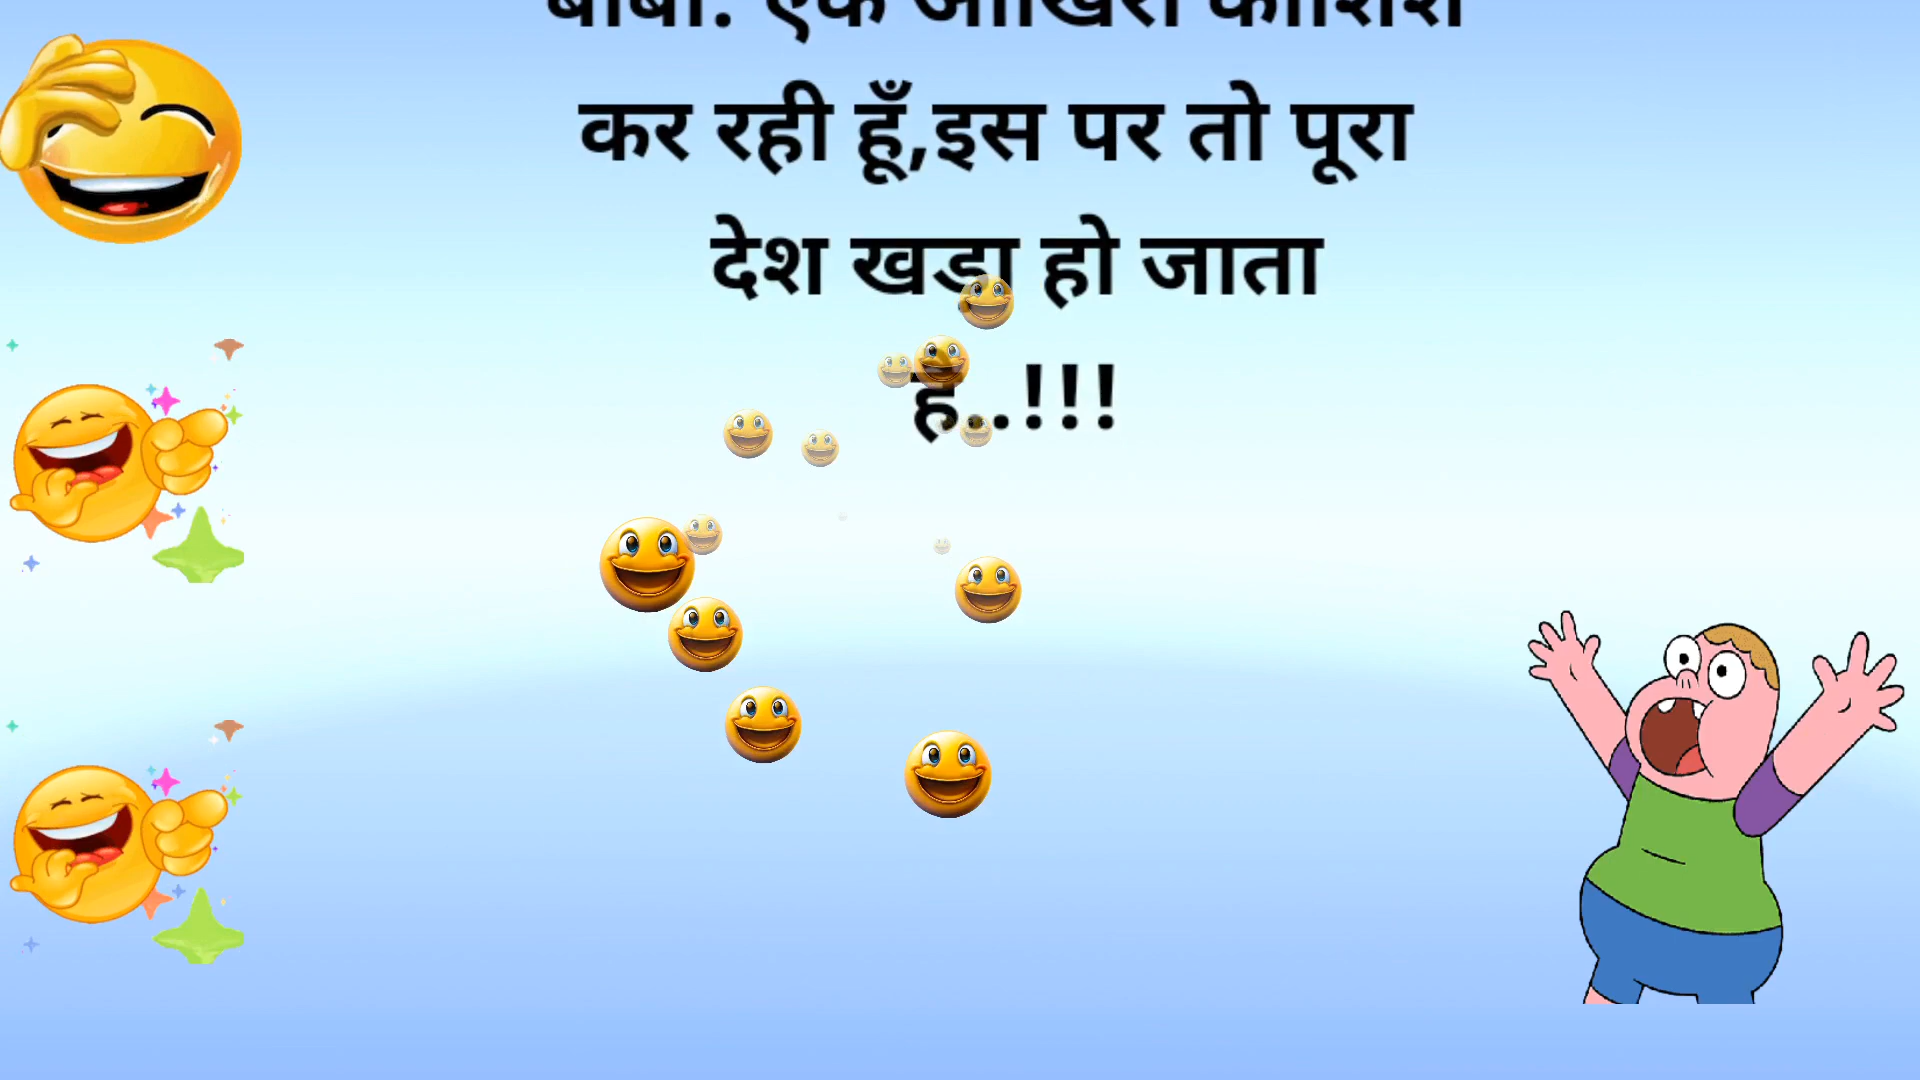 कर रही हूँ,इस पर तो पूरा
देश खड़ा हो जाता
है..!!!